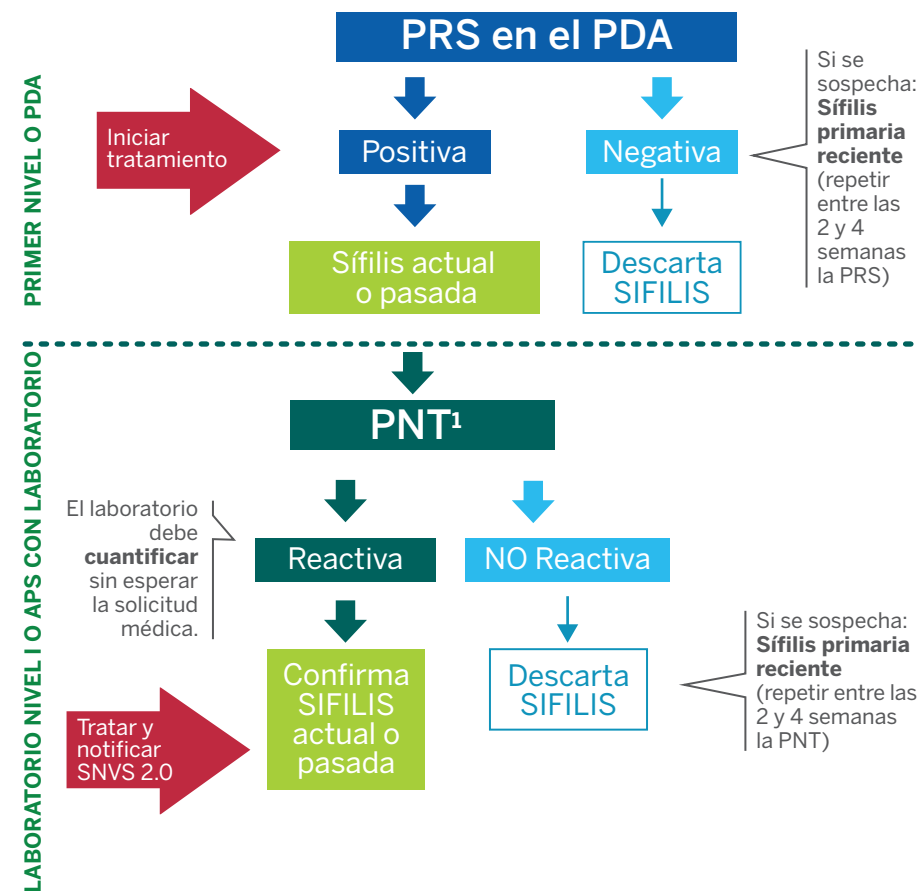 PRIMER NIVEL O PDA
PRS en el PDA
Iniciar
tratamiento
Positiva
Negativa
Si se
sospecha:
Sífilis
primaria
reciente
(repetir
entre las
2 y 4
semanas
la PRS)
Sífilis actual
o pasada
Descarta
SIFILIS
LABORATORIO NIVEL I O APS CON LABORATORIO
PNT¹
El laboratorio
debe
cuantificar
sin esperar
la solicitud
médica.
Reactiva
NO Reactiva
Confirma
SIFILIS
actual o
pasada
Descarta
SIFILIS
Si se sospecha:
Sífilis primaria
reciente
(repetir entre las
2 y 4 semanas
la PNT)
Tratar y
notificar
SNVS 2.0